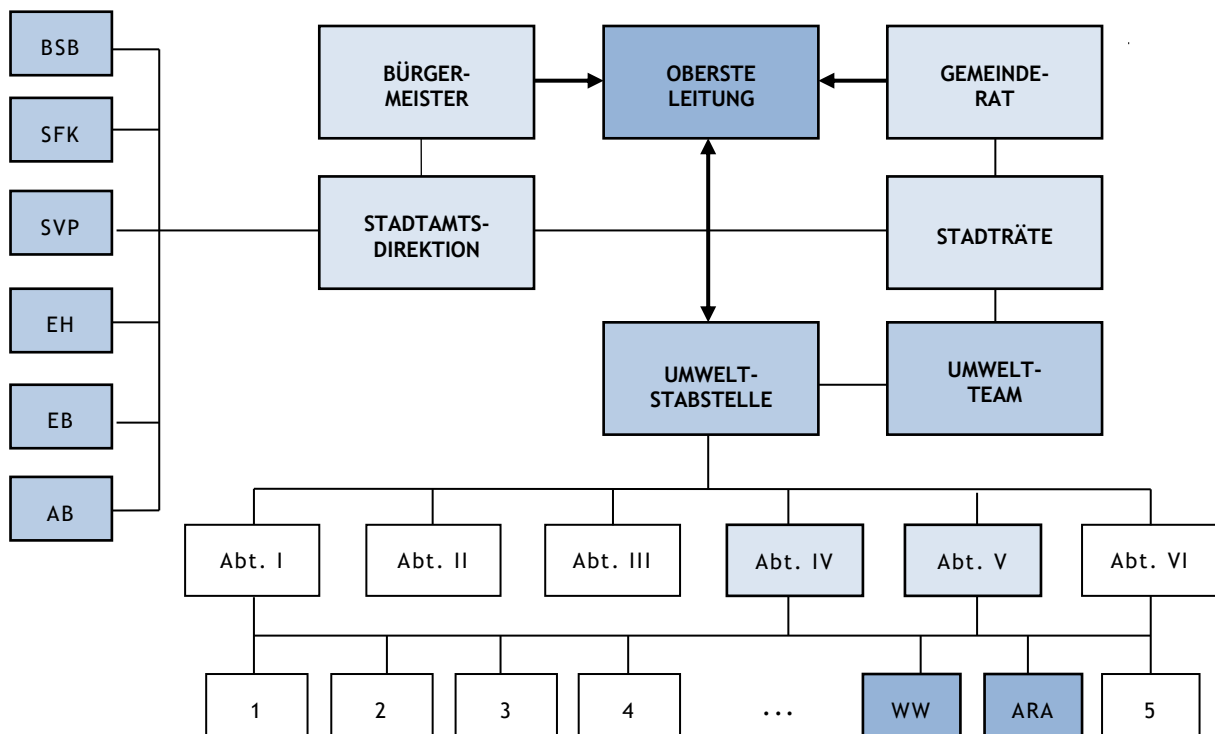 BSB
SFK
SVP
EH
EB
AB
BÜRGER-
MEISTER
OBERSTE
LEITUNG
GEMEINDE-
RAT
STADTAMTS-
DIREKTION
STADTRÄTE
UMWELT-
STABSTELLE
UMWELT-
TEAM
Abt. I
Abt. II
Abt. III
Abt. IV
Abt. V
Abt. VI
1
2
3
4
...
WW
ARA
5